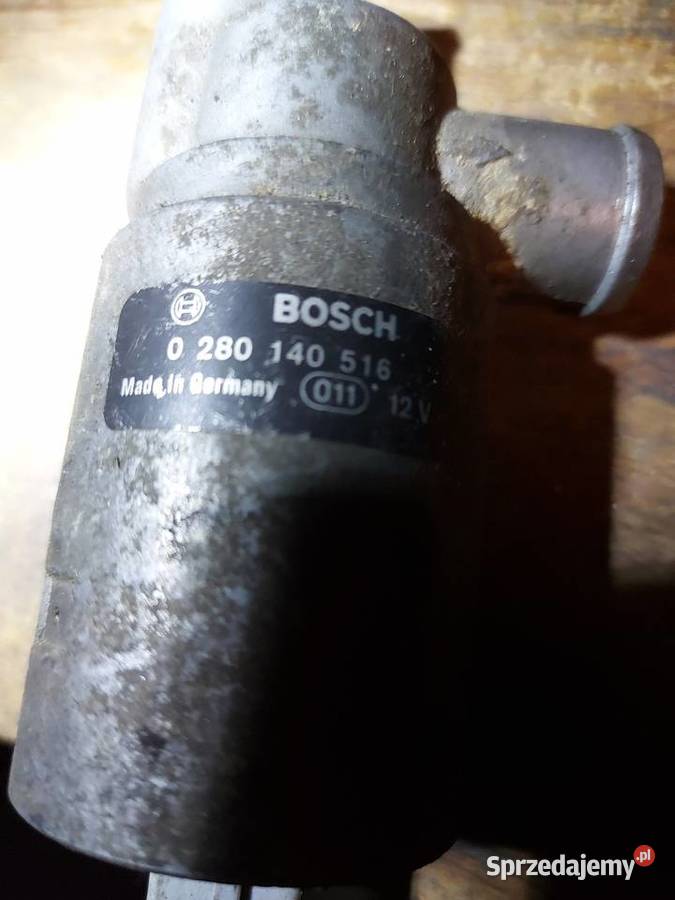 BOSCH
0 280 140 516
Made in Germany 011 12 V
Sprzedajemy.pl